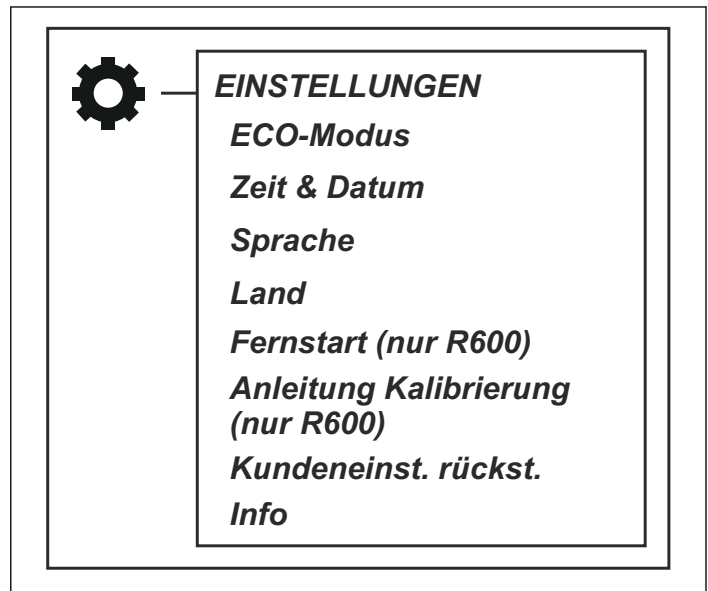 EINSTELLUNGEN
ECO-Modus
Zeit & Datum
Sprache
Land
Fernstart (nur R600)
Anleitung Kalibrierung
(nur R600)
Kundeneinst. rückst.
Info